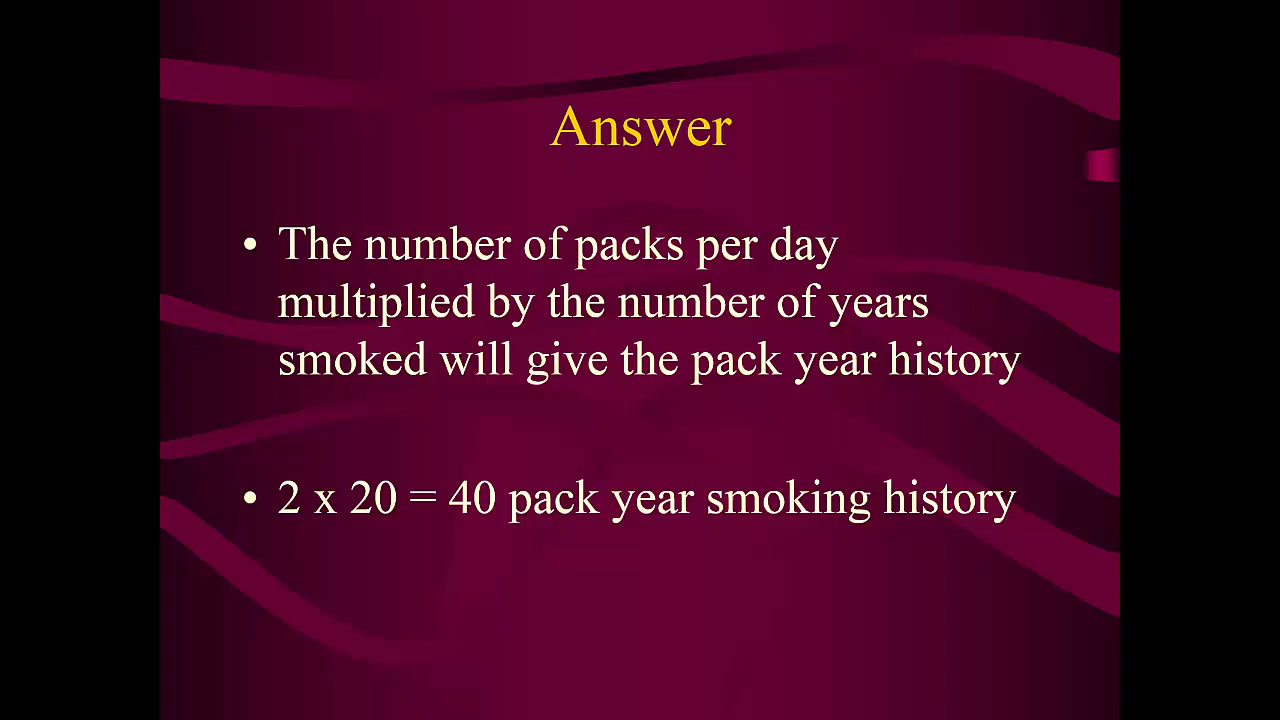 Answer
• The number of packs per day
multiplied by the number of years
smoked will give the pack year history
• 2 x 20 = 40 pack year smoking history